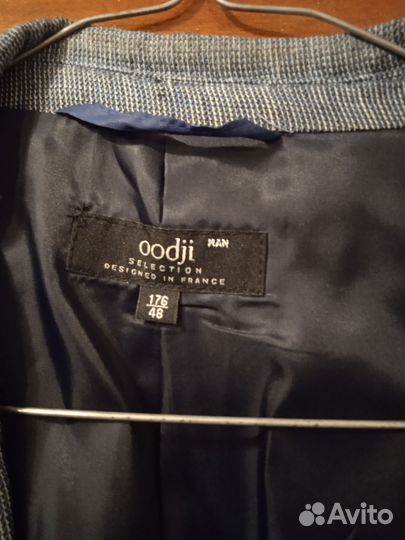 oodji MAN
SELECTION
DESIGNED IN FRANCE
176
48
Avito